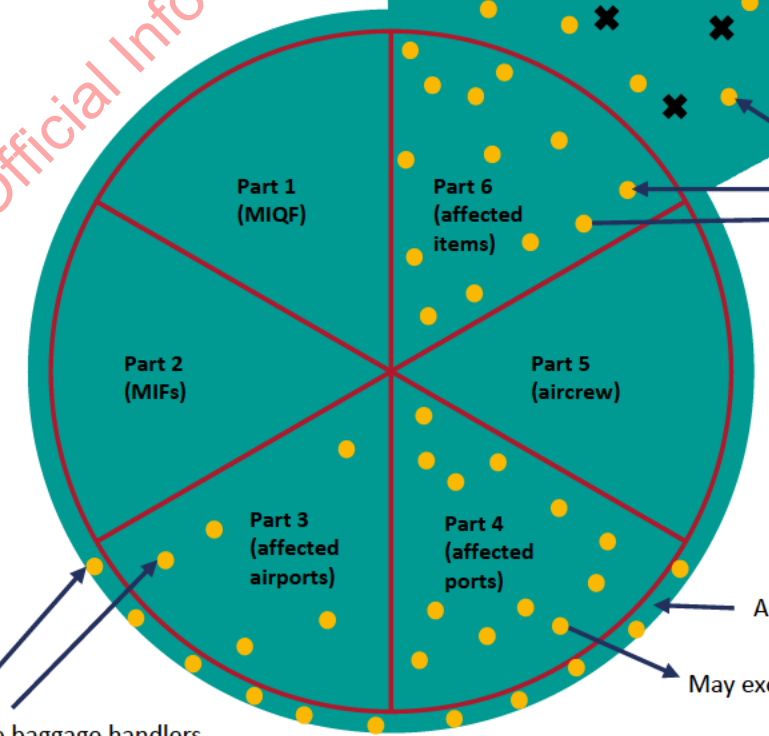 Official Info
Part 1
(MIQF)
Part 6
(affected
items)
Part 2
(MIFs)
Part 5
(aircrew)
Part 3
(affected
airports)
Part 4
(affected
ports)
A
May exc
baggage handlers